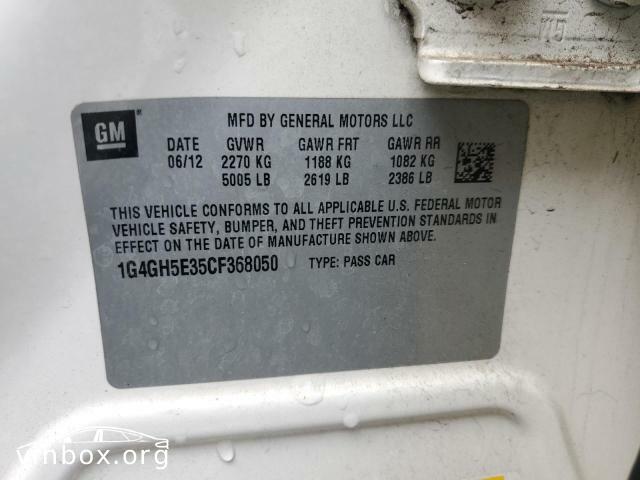 MFD BY GENERAL MOTORS LLC
GM
DATE GVWR GAWR FRT GAWR RR
06/12 2270 KG 1188 KG 1082 KG
5005 LB 2619 LB 2386 LB
THIS VEHICLE CONFORMS TO ALL APPLICABLE U.S. FEDERAL MOTOR
VEHICLE SAFETY, BUMPER, AND THEFT PREVENTION STANDARDS IN
EFFECT ON THE DATE OF MANUFACTURE SHOWN ABOVE.
1G4GH5E35CF368050 TYPE: PASS CAR
vinbox.org